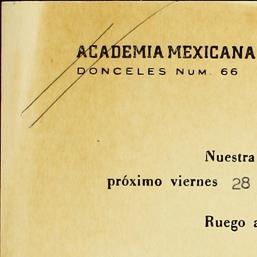 ACADEMIA MEXICANA
DONCELES NUM. 66
Nuestra
próximo viernes 28
Ruego a